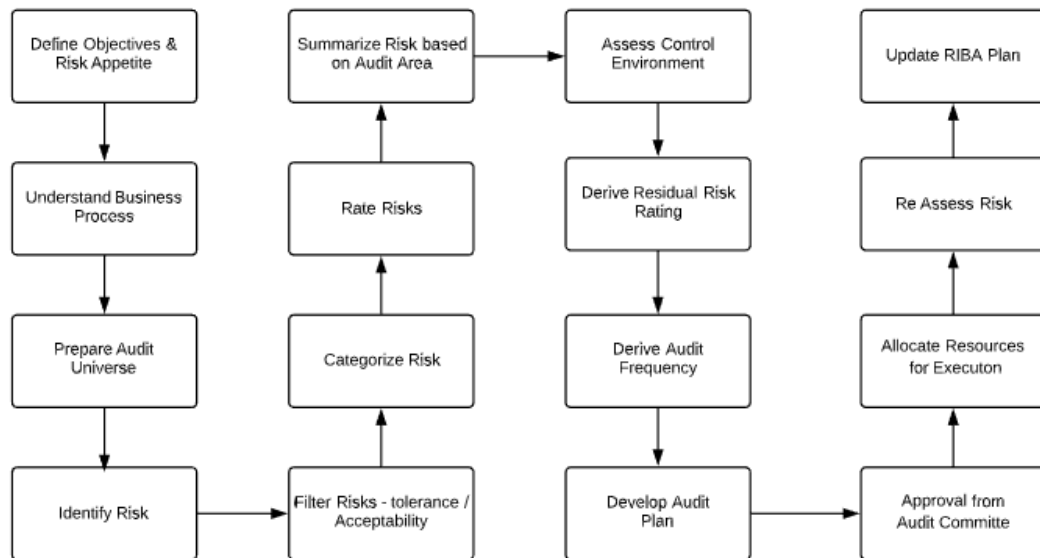 Define Objectives &
Risk Appetite
Understand Business
Process
Prepare Audit
Universe
Identify Risk
Filter Risks - tolerance /
Acceptability
Categorize Risk
Rate Risks
Summarize Risk based
on Audit Area
Assess Control
Environment
Derive Residual Risk
Rating
Derive Audit
Frequency
Develop Audit
Plan
Approval from
Audit Committe
Allocate Resources
for Executon
Re Assess Risk
Update RIBA Plan